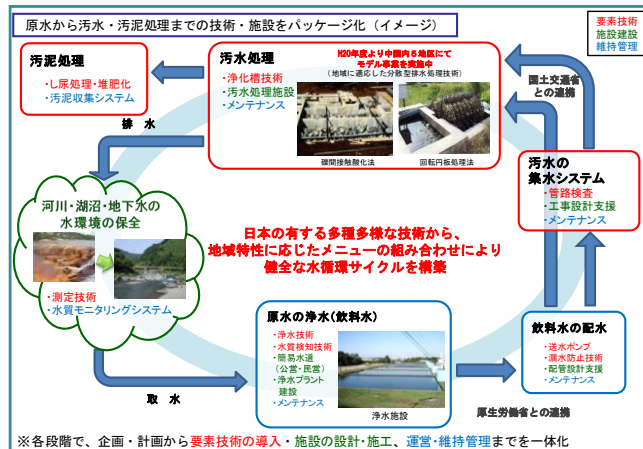 原水から汚水・汚泥処理までの技術・施設をパッケージ化（イメージ）
要素技術
施設建設
維持管理
汚泥処理
・し尿処理・堆肥化
・汚泥収集システム
汚水処理
・浄化槽技術
・汚水処理施設
・メンテナンス
H20年度より中国内６地区にて
モデル事業を実施中
（地域に適応した分散型排水処理技術）
礫間接触酸化法
回転円板処理法
国土交通省
との連携
排 水
汚水の
集水システム
・管路検査
・工事設計支援
・メンテナンス
河川・湖沼・地下水の
水環境の保全
・測定技術
・水質モニタリングシステム
日本の有する多種多様な技術から、
地域特性に応じたメニューの組み合わせにより
健全な水循環サイクルを構築
原水の浄水(飲料水)
・浄水技術
・水質検知技術
・簡易水道
（公営・民営）
・浄水プラント
建設
・メンテナンス
浄水施設
飲料水の配水
・送水ポンプ
・漏水防止技術
・配管設計支援
・メンテナンス
取 水
厚生労働省との連携
※各段階で、企画・計画から要素技術の導入・施設の設計・施工、運営・維持管理までを一体化